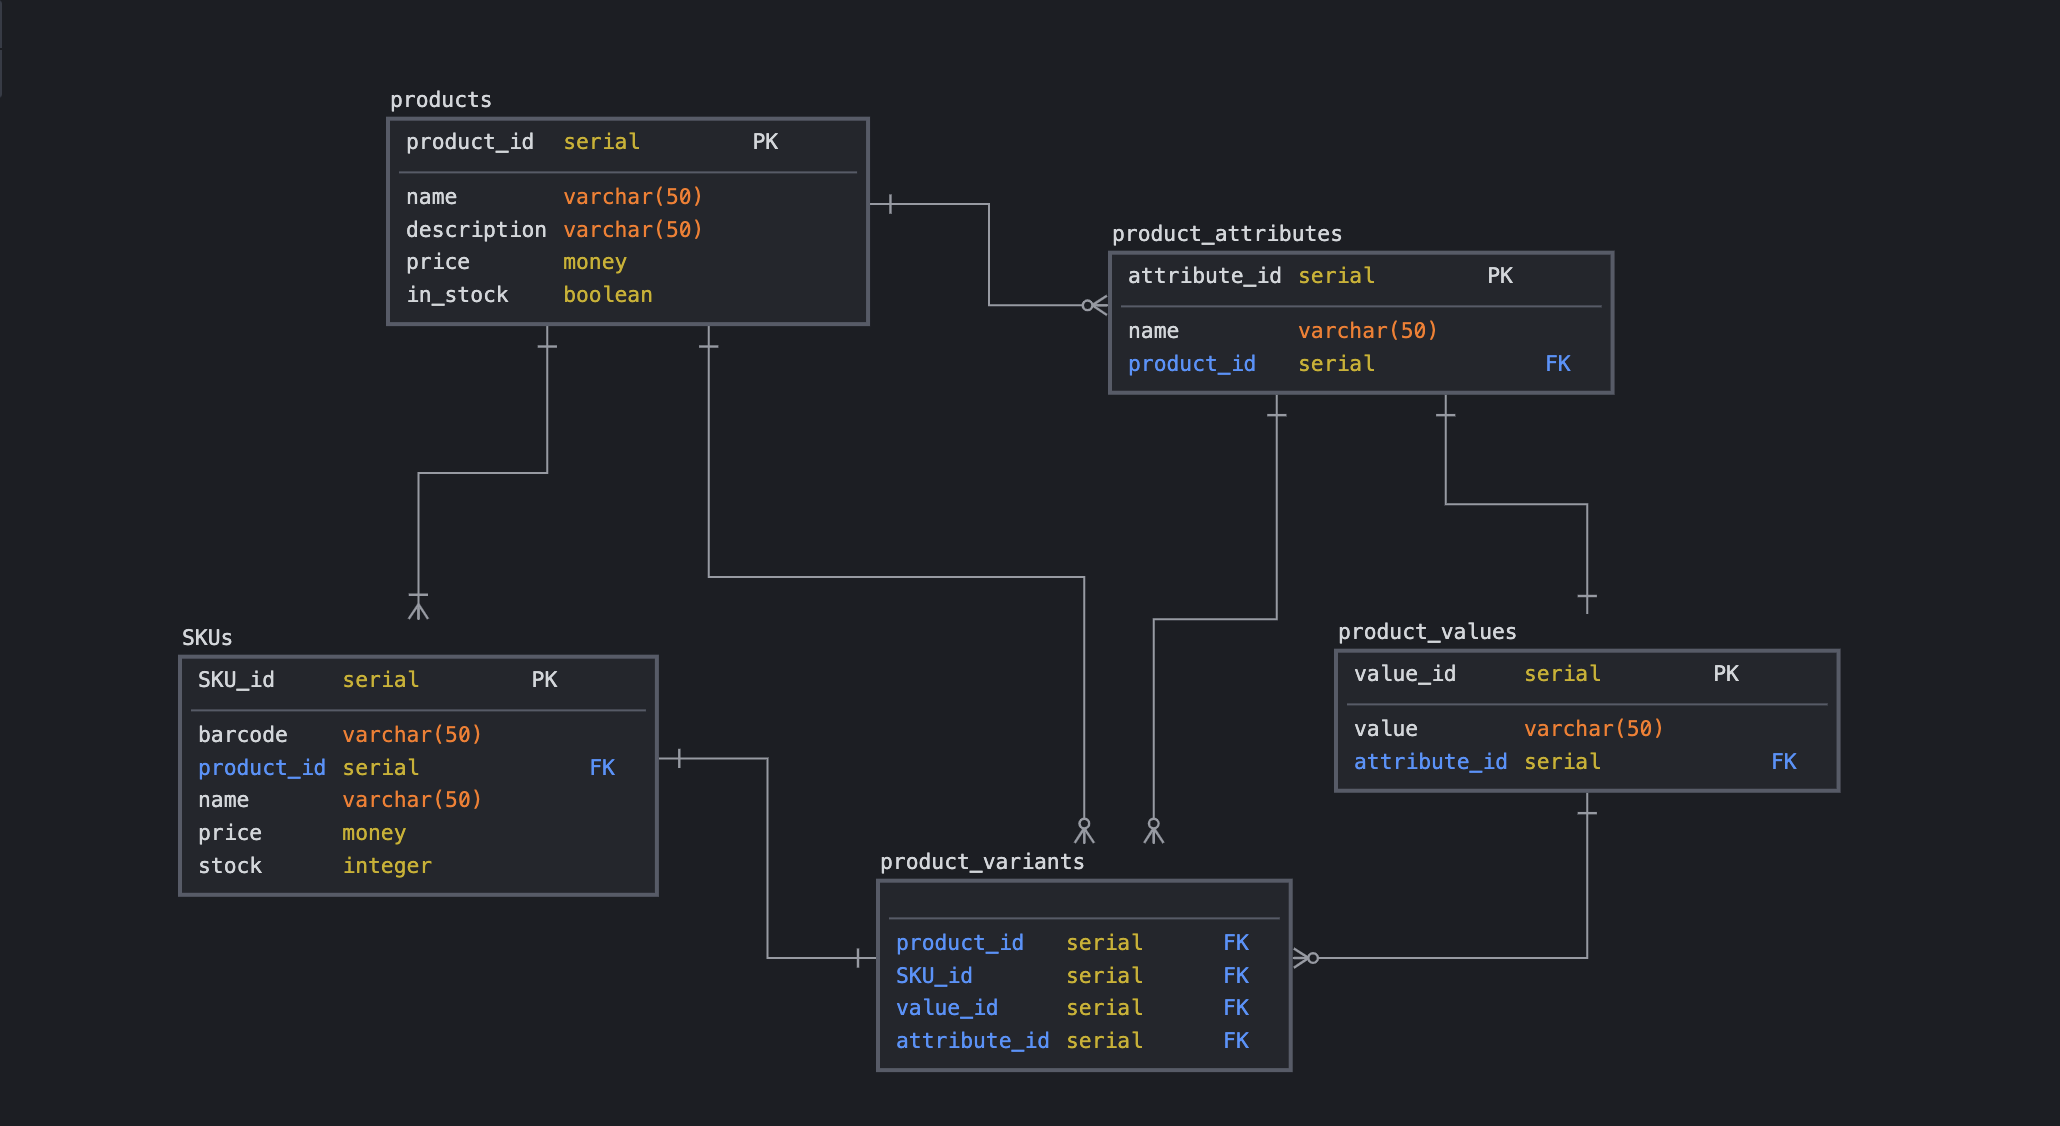 products
product_id serial PK
name varchar(50)
description varchar(50)
price money
in_stock boolean
product_attributes
attribute_id serial PK
name varchar(50)
product_id serial FK
SKUs
SKU_id serial PK
barcode varchar(50)
product_id serial FK
name varchar(50)
price money
stock integer
product_values
value_id serial PK
value varchar(50)
attribute_id serial FK
product_variants
product_id serial FK
SKU_id serial FK
value_id serial FK
attribute_id serial FK